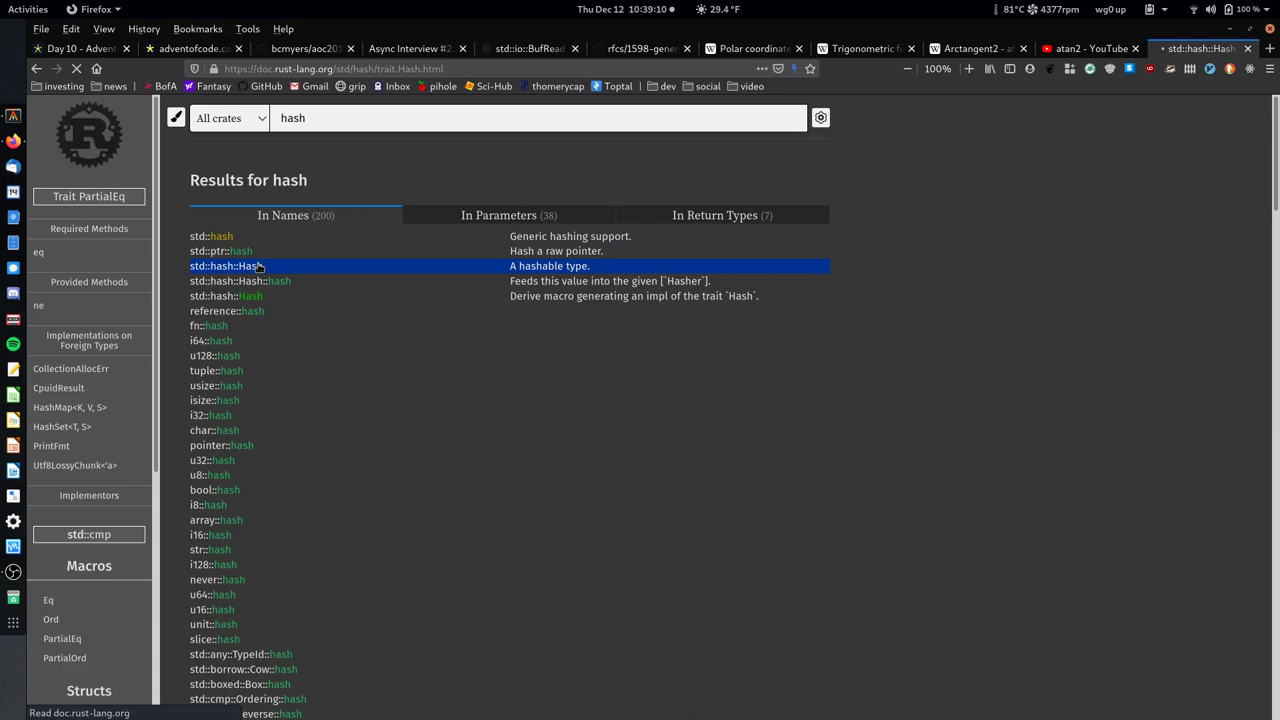 Activities
Firefox
Thu Dec 12 10:39:10
29.4 °F
81°C
4377rpm
wg0 up
100 %
File Edit View History Bookmarks Tools Help
Day 10 - Advent
adventofcode.co
bcmyers/aoc201
Async Interview #2.
std::io::BufRead
rfcs/1598-gener
Polar coordinate
Trigonometric f
Arctangent2 - at
atan2 - YouTube
std::hash::Hash
https://doc.rust-lang.org/std/hash/trait.Hash.html
100%
investing
news
BofA
Fantasy
GitHub
Gmail
grip
Inbox
pihole
Sci-Hub
thomerycap
Toptal
dev
social
video
All crates
hash
Trait PartialEq
Required Methods
eq
Provided Methods
ne
Implementations on
Foreign Types
CollectionAllocErr
CpuidResult
HashMap<K, V, S>
HashSet<T, S>
PrintFmt
Utf8LossyChunk<'a>
Implementors
std::cmp
Macros
Eq
Ord
PartialEq
PartialOrd
Structs
Results for hash
In Names (200)
In Parameters (38)
In Return Types (7)
std::hash Generic hashing support.
std::ptr::hash Hash a raw pointer.
std::hash::Hash A hashable type.
std::hash::Hash::hash Feeds this value into the given [`Hasher`].
std::hash::Hash Derive macro generating an impl of the trait `Hash`.
reference::hash
fn::hash
i64::hash
u128::hash
tuple::hash
usize::hash
isize::hash
i32::hash
char::hash
pointer::hash
u32::hash
u8::hash
bool::hash
i8::hash
array::hash
i16::hash
str::hash
i128::hash
never::hash
u64::hash
u16::hash
unit::hash
slice::hash
std::any::TypeId::hash
std::borrow::Cow::hash
std::boxed::Box::hash
std::cmp::Ordering::hash
everse::hash
Read doc.rust-lang.org